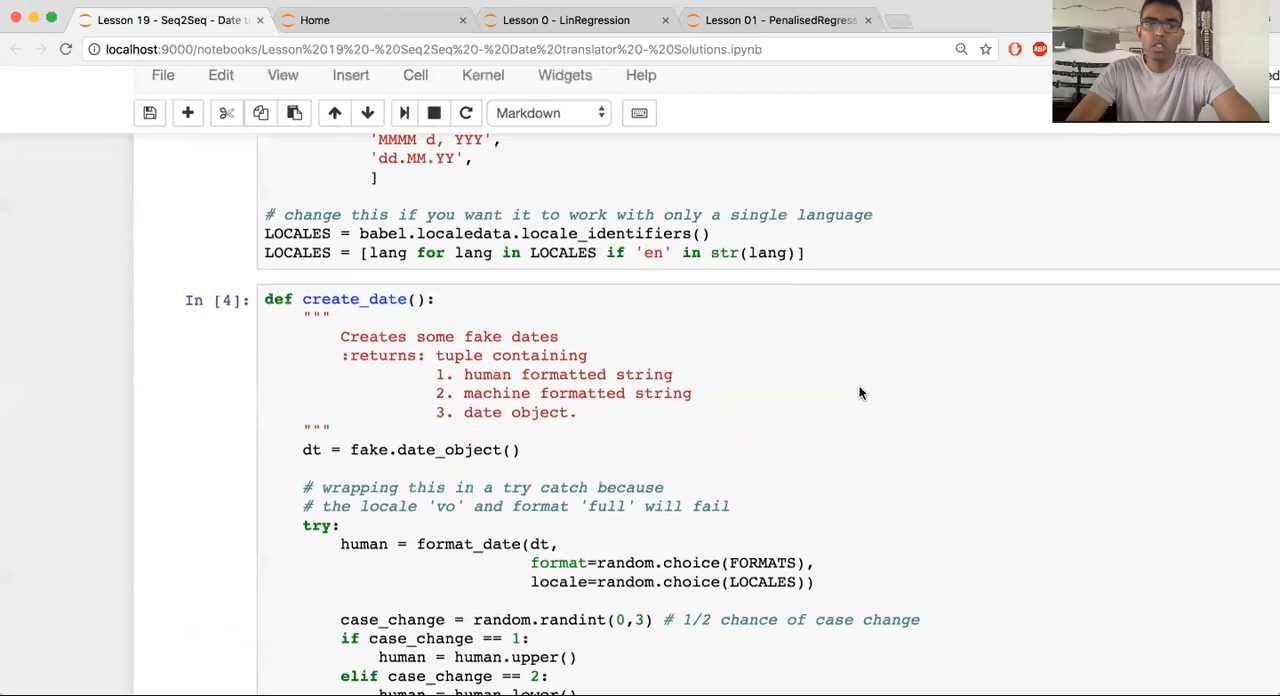 Lesson 19 - Seq2Seq - Date t
Home
Lesson 0 - LinRegression
Lesson 01 - PenalisedRegress
localhost:9000/notebooks/Lesson%2019%20-%20Seq2Seq%20-%20Date%20translator%20-%20Solutions.ipynb
ABP
File Edit View Insert Cell Kernel Widgets Help
Markdown
'MMMM d, YYY',
'dd.MM.YY',
]
# change this if you want it to work with only a single language
LOCALES = babel.localedata.locale_identifiers()
LOCALES = [lang for lang in LOCALES if 'en' in str(lang)]
In [4]:
def create_date():
"""
Creates some fake dates
:returns: tuple containing
1. human formatted string
2. machine formatted string
3. date object.
"""
dt = fake.date_object()
# wrapping this in a try catch because
# the locale 'vo' and format 'full' will fail
try:
human = format_date(dt,
format=random.choice(FORMATS),
locale=random.choice(LOCALES))
case_change = random.randint(0,3) # 1/2 chance of case change
if case_change == 1:
human = human.upper()
elif case_change == 2:
human = human.lower()